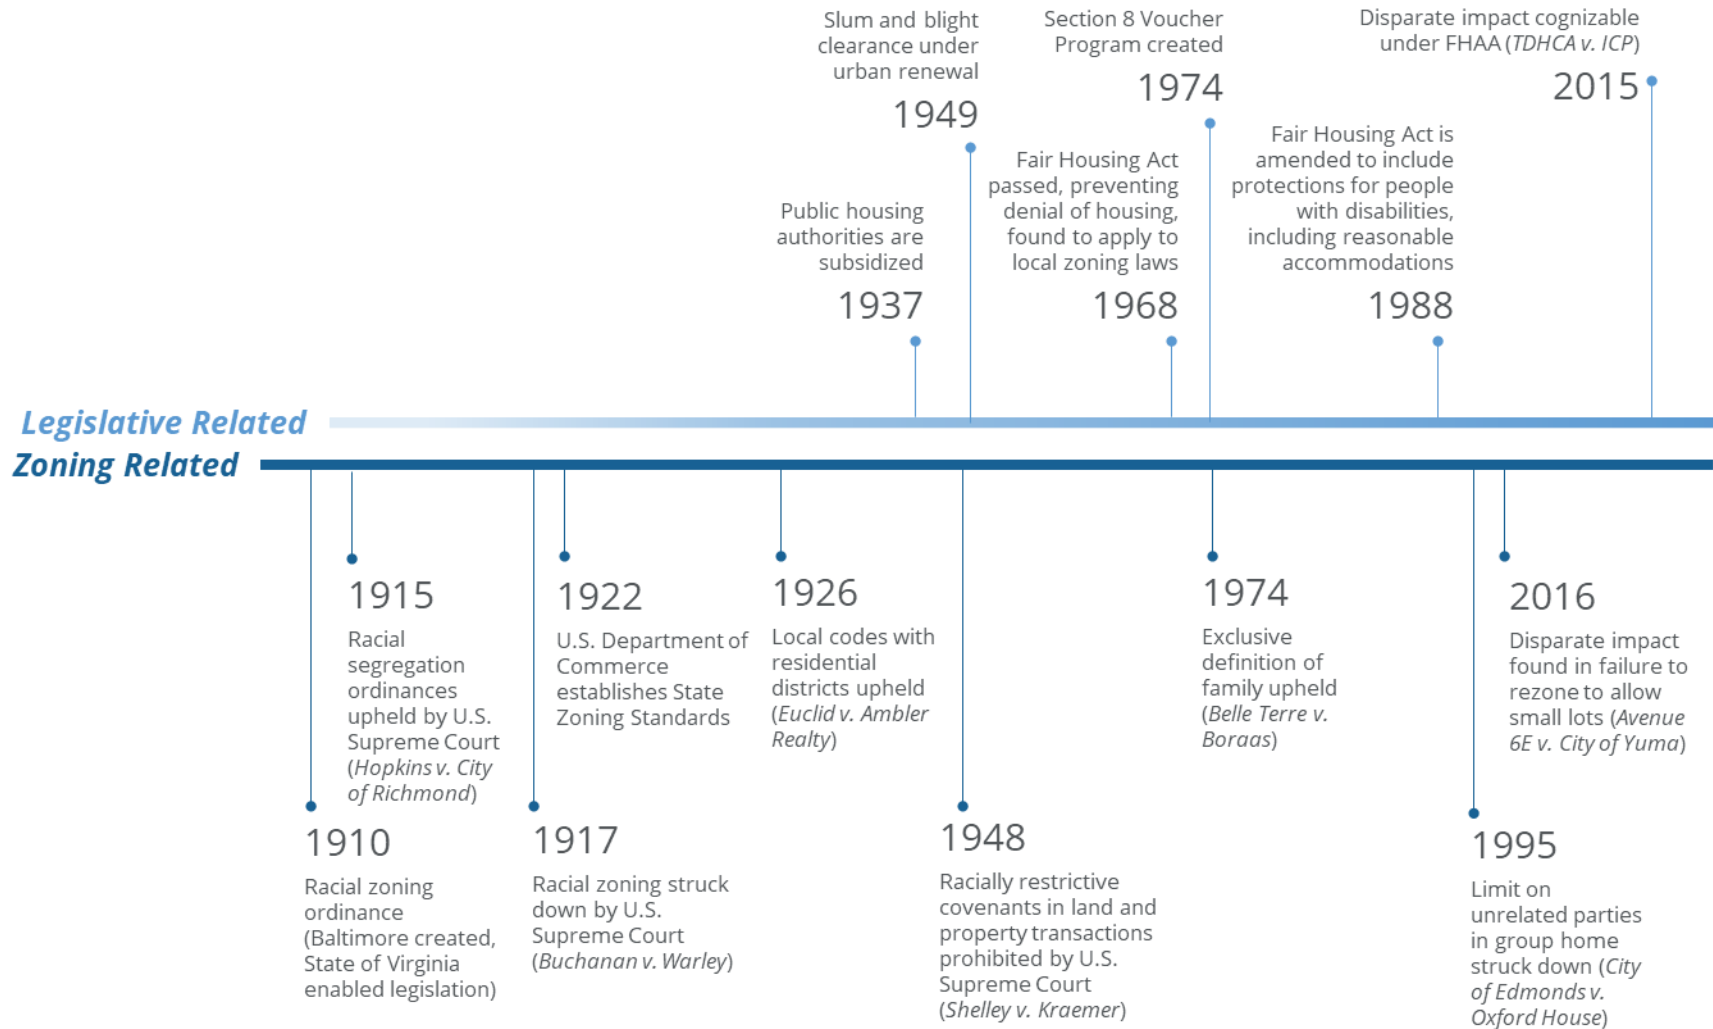 Slum and blight
clearance under
urban renewal
1949
Section 8 Voucher
Program created
1974
Disparate impact cognizable
under FHAA (TDHCA v. ICP)
2015
Public housing
authorities are
subsidized
1937
Fair Housing Act
passed, preventing
denial of housing,
found to apply to
local zoning laws
1968
Fair Housing Act is
amended to include
protections for people
with disabilities,
including reasonable
accommodations
1988
Legislative Related
Zoning Related
1915
Racial
segregation
ordinances
upheld by U.S.
Supreme Court
(Hopkins v. City
of Richmond)
1922
U.S. Department of
Commerce
establishes State
Zoning Standards
1926
Local codes with
residential
districts upheld
(Euclid v. Ambler
Realty)
1974
Exclusive
definition of
family upheld
(Belle Terre v.
Boraas)
2016
Disparate impact
found in failure to
rezone to allow
small lots (Avenue
6E v. City of Yuma)
1910
Racial zoning
ordinance
(Baltimore created,
State of Virginia
enabled legislation)
1917
Racial zoning struck
down by U.S.
Supreme Court
(Buchanan v. Warley)
1948
Racially restrictive
covenants in land and
property transactions
prohibited by U.S.
Supreme Court
(Shelley v. Kraemer)
1995
Limit on
unrelated parties
in group home
struck down (City
of Edmonds v.
Oxford House)